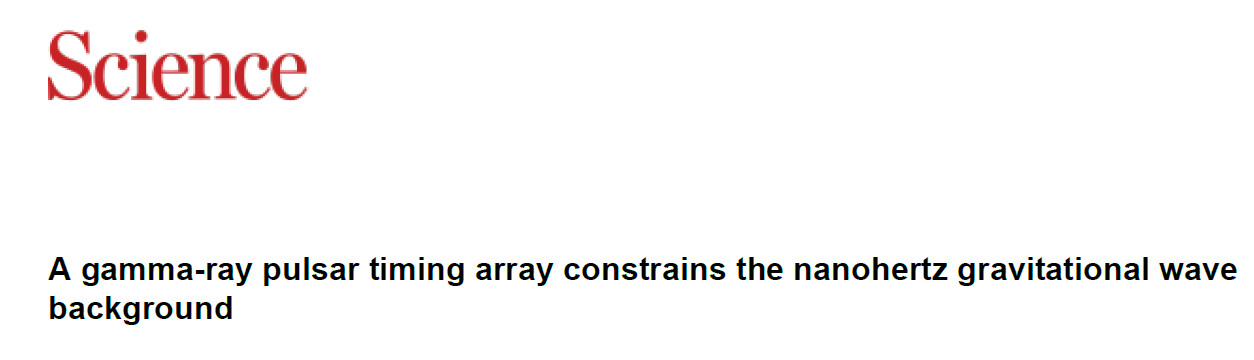 Science
A gamma-ray pulsar timing array constrains the nanohertz gravitational wave
background